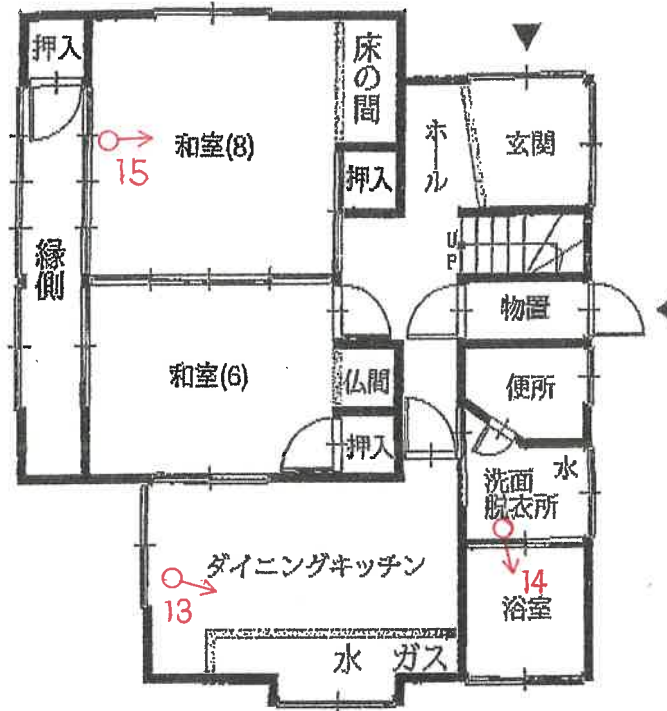 押入
床の間
和室(8)
15
ホール
玄関
押入
縁側
UP
物置
和室(6)
仏間
便所
押入
洗面
脱衣所
水
ダイニングキッチン
13
14
浴室
水
ガス